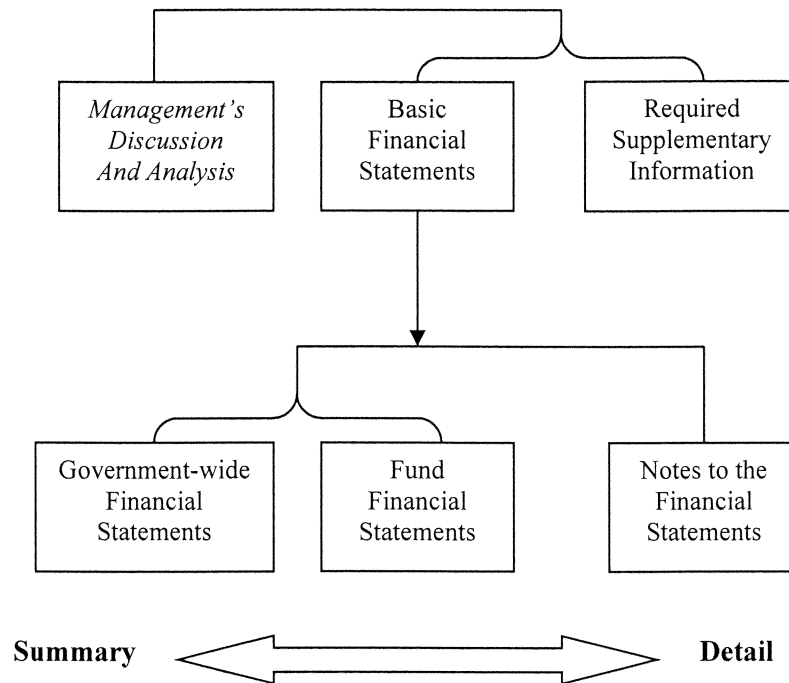 Management's
Discussion
And Analysis
Basic
Financial
Statements
Required
Supplementary
Information
Government-wide
Financial
Statements
Fund
Financial
Statements
Notes to the
Financial
Statements
Summary
Detail